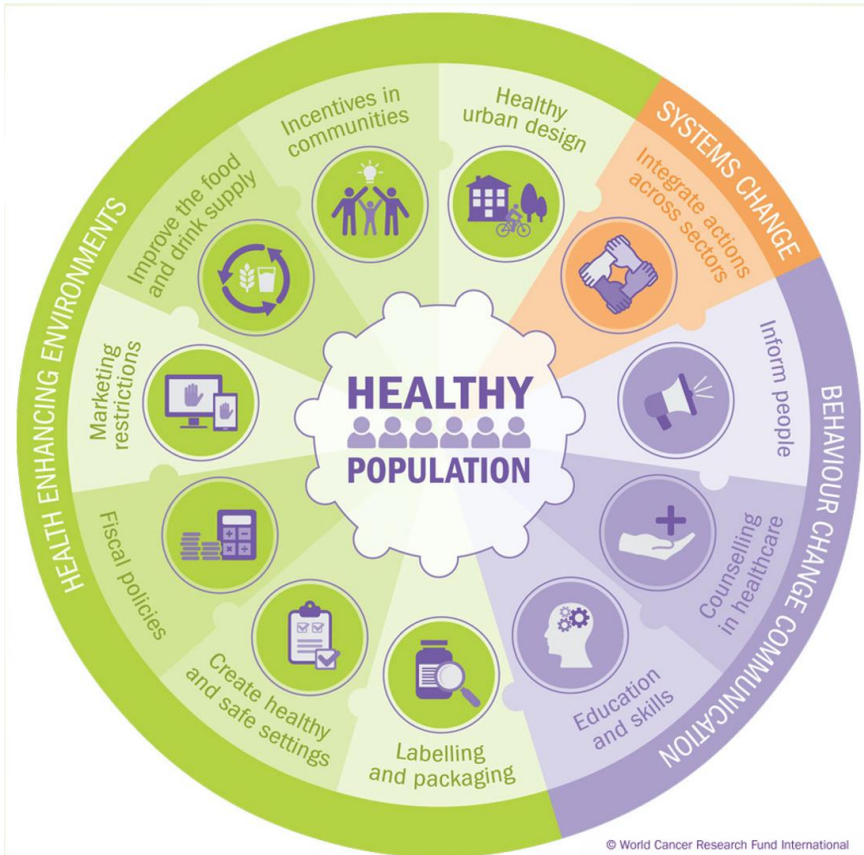 HEALTHY
POPULATION
HEALTH ENHANCING ENVIRONMENTS
SYSTEMS CHANGE
BEHAVIOUR CHANGE COMMUNICATION
Healthy
urban design
Integrate actions
across sectors
Inform people
Counselling
in healthcare
Education
and skills
Labelling
and packaging
Create healthy
and safe settings
Fiscal policies
Marketing
restrictions
Improve the food
and drink supply
Incentives in
communities
© World Cancer Research Fund International